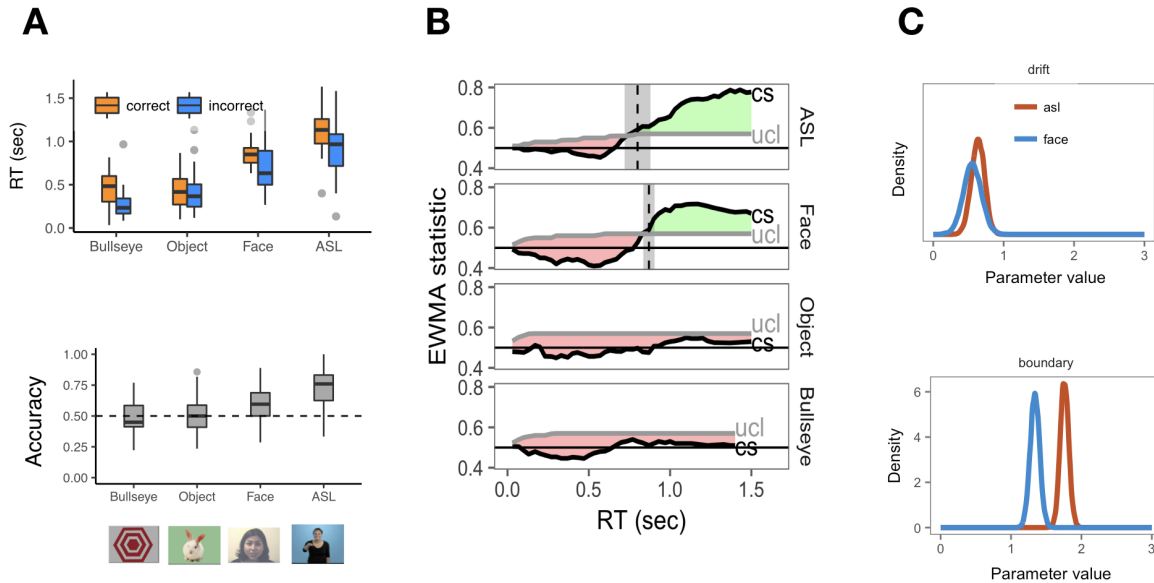 A
RT (sec)
1.5
1.0
0.5
0.0
correct
incorrect
Bullseye
Object
Face
ASL
Accuracy
1.00
0.75
0.50
0.25
0.00
Bullseye
Object
Face
ASL
B
EWMA statistic
0.8
0.6
0.4
cs
ucl
ASL
0.8
0.6
0.4
cs
ucl
Face
0.8
0.6
0.4
ucl
cs
Object
0.8
0.6
0.4
ucl
cs
Bullseye
0.0
0.5
1.0
1.5
RT (sec)
C
drift
Density
asl
face
0
1
2
3
Parameter value
boundary
Density
6
4
2
0
0
1
2
3
Parameter value